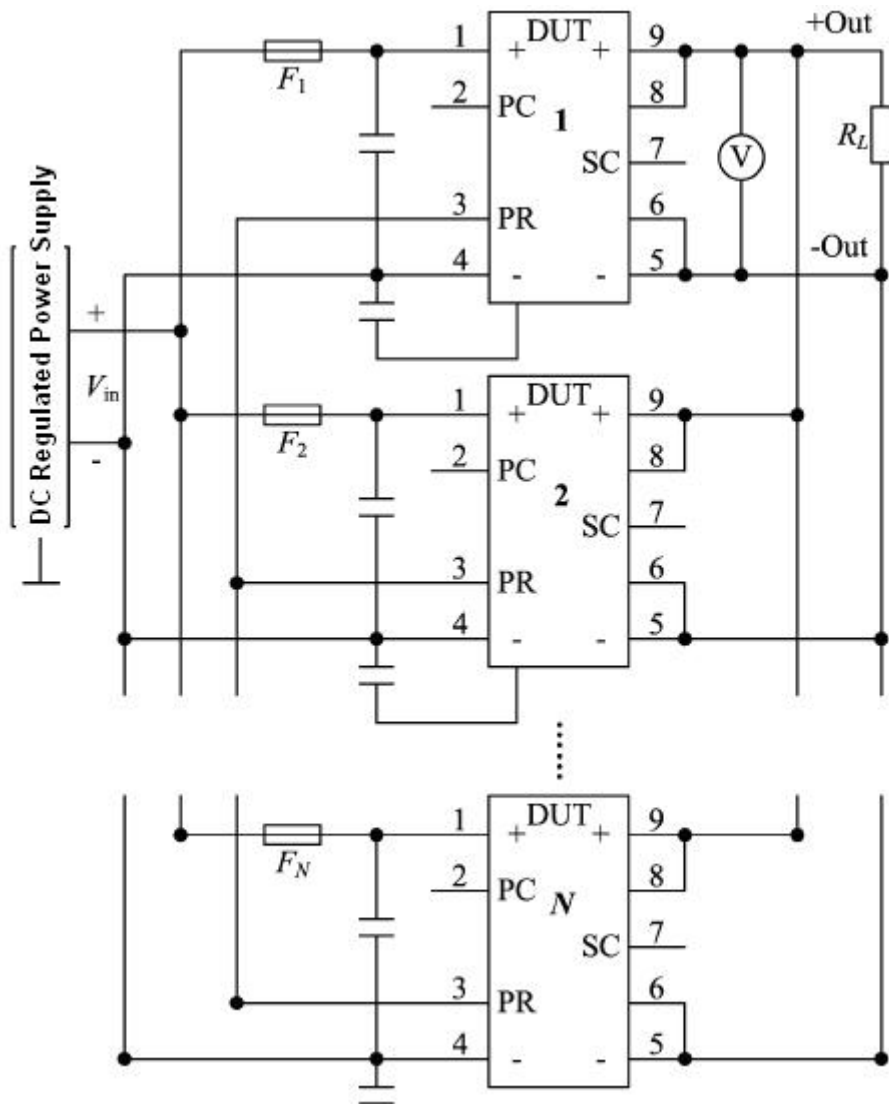 DC Regulated Power Supply
+
Vin
-
F1
1 + DUT + 9
2 PC 8
1
SC 7
3 PR 6
4 - - 5
+Out
V
RL
-Out
F2
1 + DUT + 9
2 PC 8
2
SC 7
3 PR 6
4 - - 5
......
FN
1 + DUT + 9
2 PC 8
N
SC 7
3 PR 6
4 - - 5